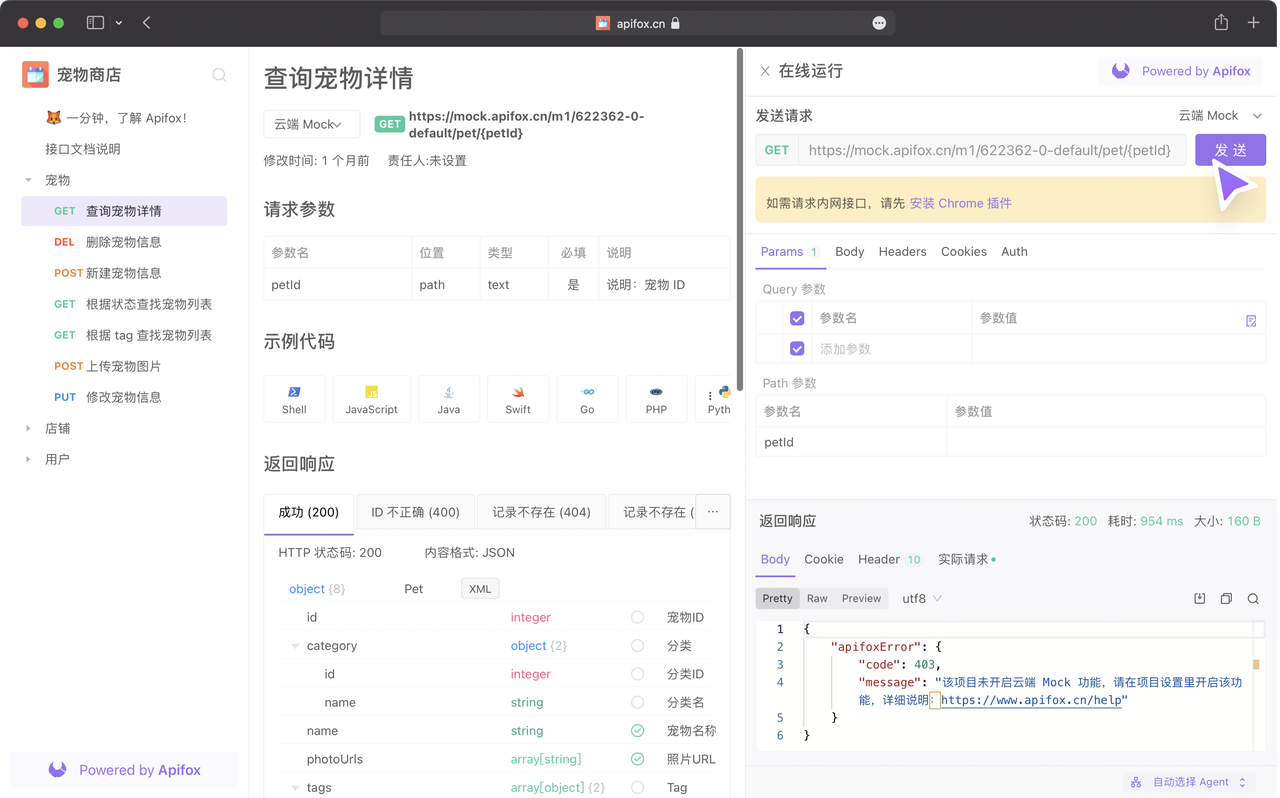 apifox.cn
宠物商店
一分钟，了解 Apifox！
接口文档说明
宠物
GET 查询宠物详情
DEL 删除宠物信息
POST 新建宠物信息
GET 根据状态查找宠物列表
GET 根据 tag 查找宠物列表
POST 上传宠物图片
PUT 修改宠物信息
店铺
用户
Powered by Apifox
查询宠物详情
云端 Mock
GET https://mock.apifox.cn/m1/622362-0-
default/pet/{petId}
修改时间: 1 个月前 责任人:未设置
请求参数
参数名 位置 类型 必填 说明
petId path text 是 说明：宠物 ID
示例代码
JS
GO
Shell JavaScript Java Swift Go PHP Pyth
返回响应
成功 (200) ID 不正确 (400) 记录不存在 (404) 记录不存在 ( ...
HTTP 状态码: 200 内容格式: JSON
object {8} Pet XML
id integer 宠物ID
category object {2} 分类
id integer 分类ID
name string 分类名
name string 宠物名称
photoUrls array[string] 照片URL
tags array[object] {2} Tag
在线运行
Powered by Apifox
发送请求 云端 Mock
GET https://mock.apifox.cn/m1/622362-0-default/pet/{petId} 发 送
如需请求内网接口，请先 安装 Chrome 插件
Params 1 Body Headers Cookies Auth
Query 参数
参数名 参数值
添加参数
Path 参数
参数名 参数值
petId
返回响应 状态码: 200 耗时: 954 ms 大小: 160 B
Body Cookie Header 10 实际请求
Pretty Raw Preview utf8
1 {
2 "apifoxError": {
3 "code": 403,
4 "message": "该项目未开启云端 Mock 功能，请在项目设置里开启该功
能，详细说明：https://www.apifox.cn/help"
5 }
6 }
自动选择 Agent